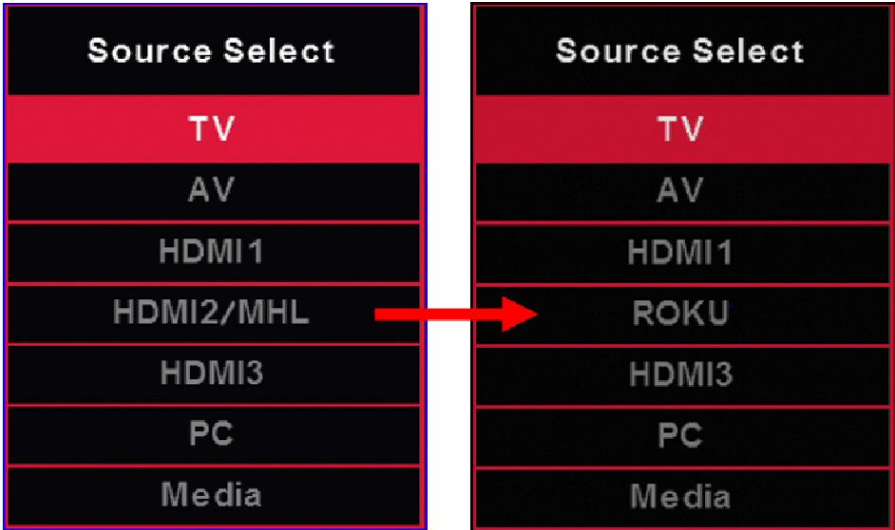 Source Select
TV
AV
HDMI1
HDMI2/MHL
HDMI3
PC
Media
Source Select
TV
AV
HDMI1
ROKU
HDMI3
PC
Media